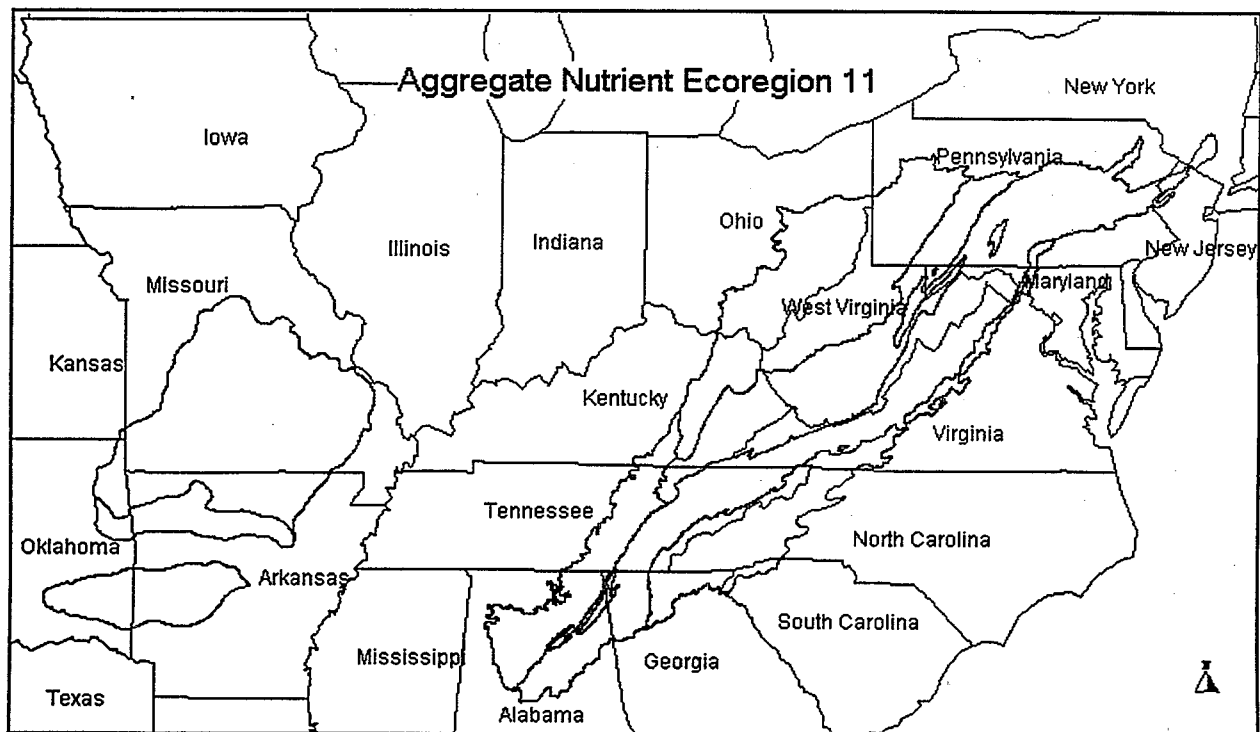 Aggregate Nutrient Ecoregion 11
New York
Iowa
Pennsylvania
Ohio
Illinois
Indiana
New Jersey
Missouri
Maryland
West Virginia
Kansas
Kentucky
Virginia
Tennessee
North Carolina
Oklahoma
Arkansas
South Carolina
Mississippi
Georgia
Texas
Alabama